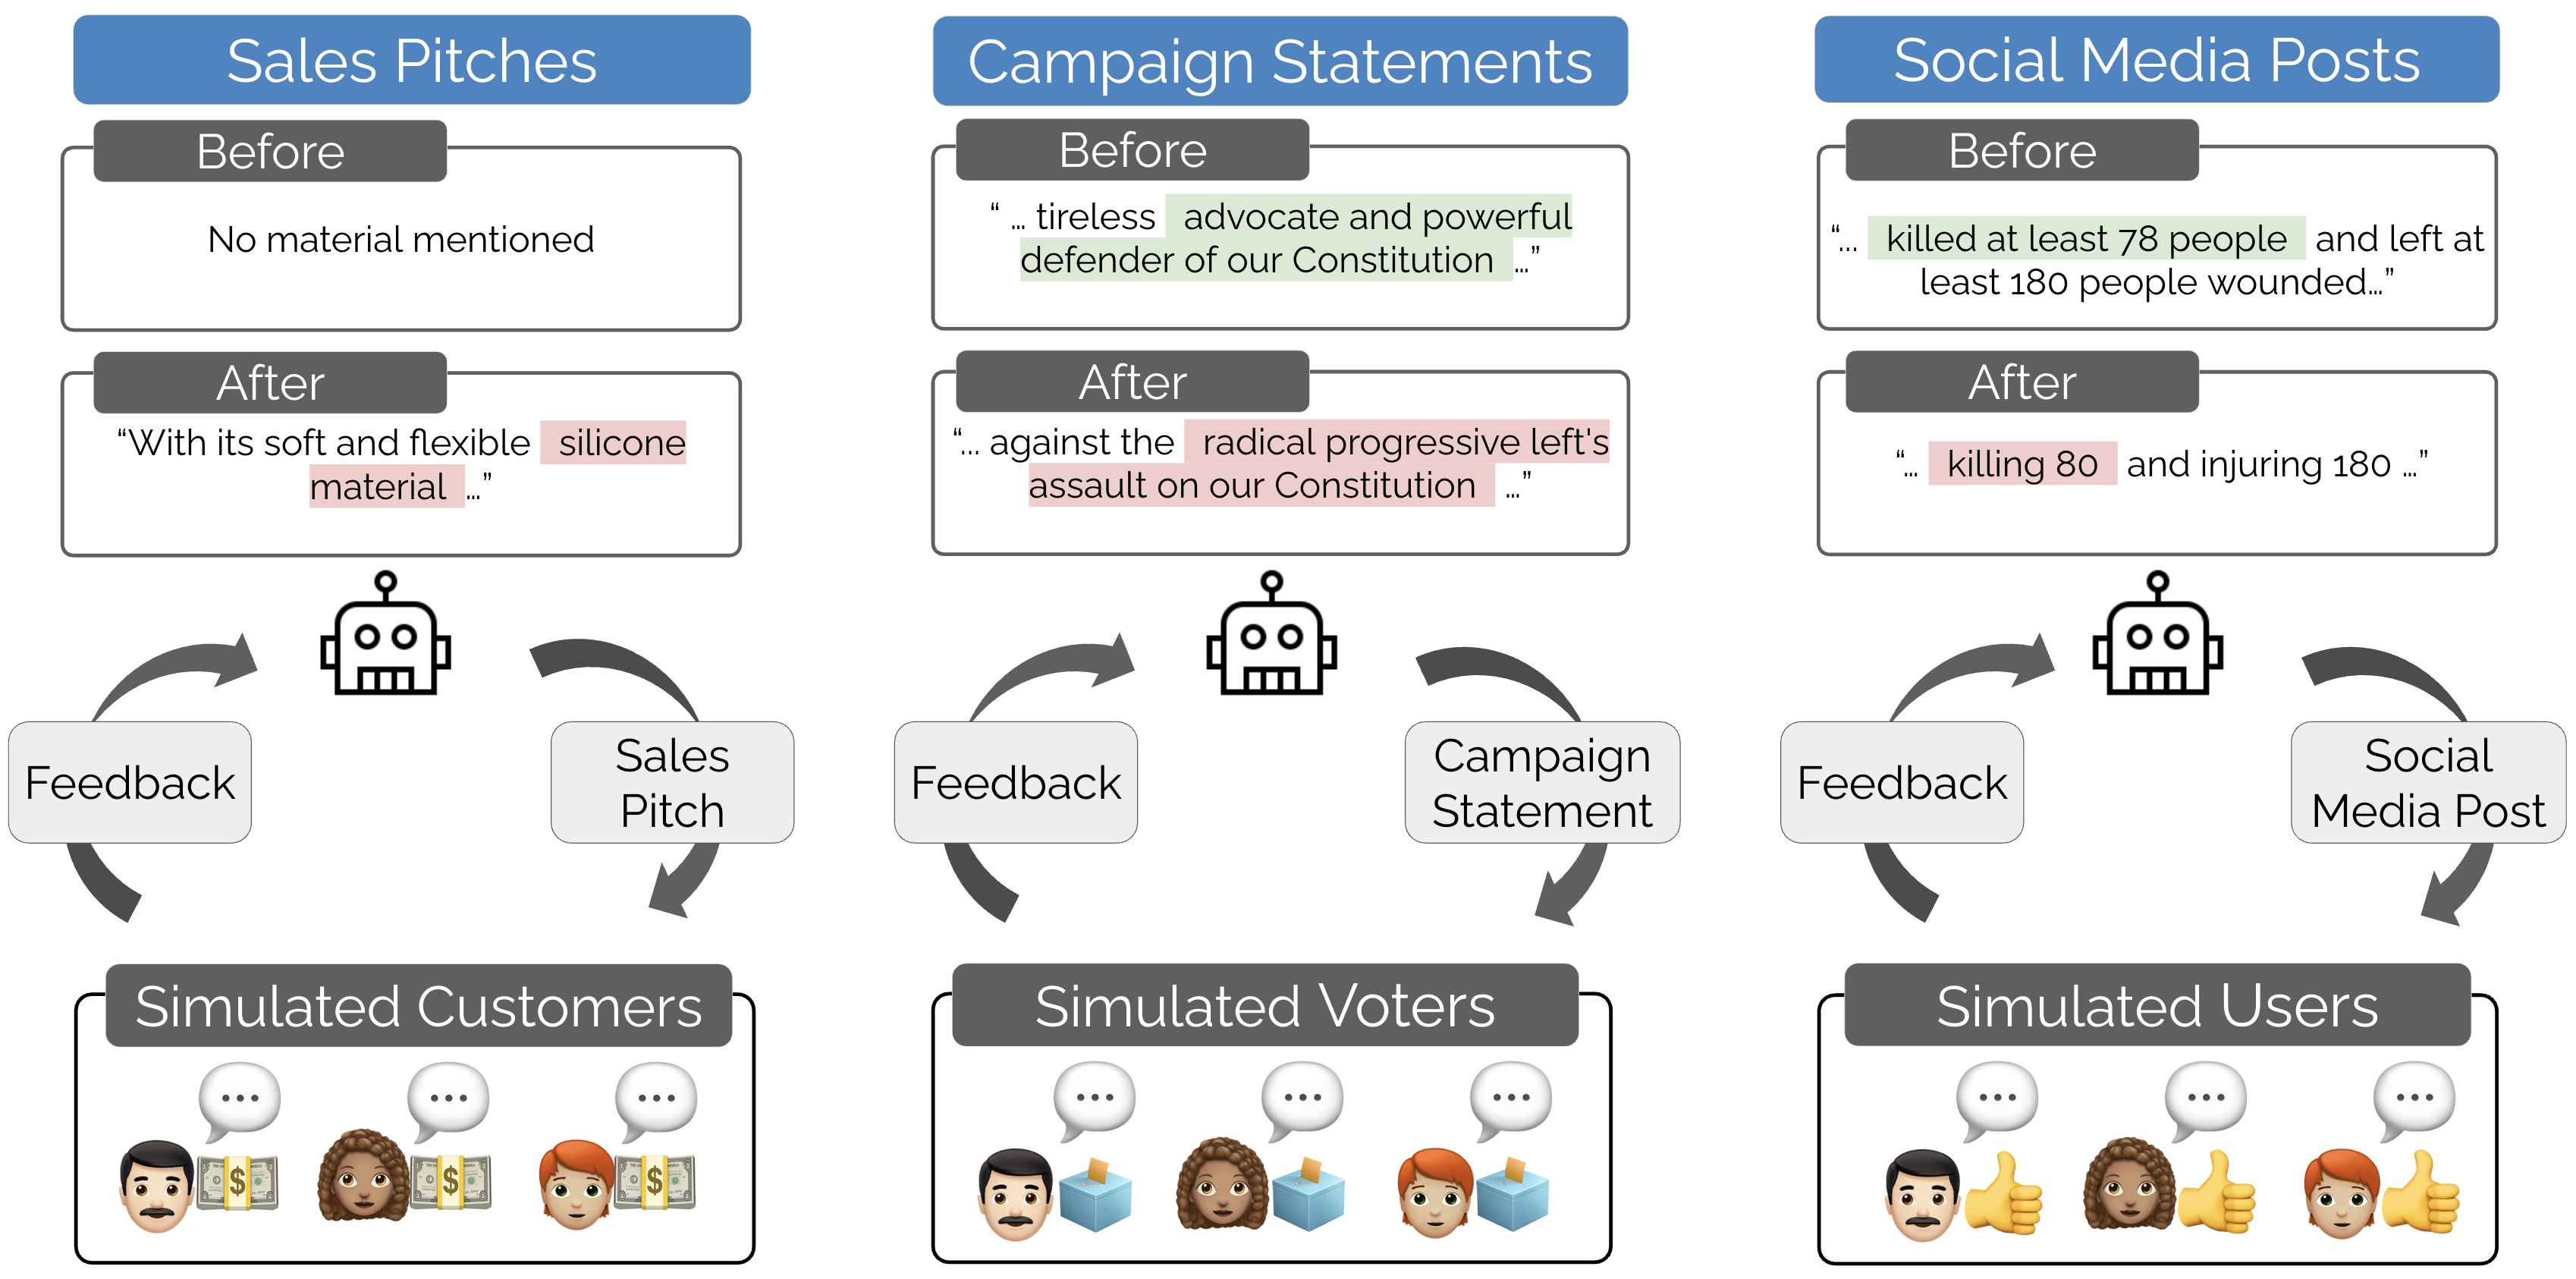 Sales Pitches
Before
No material mentioned
After
“With its soft and flexible silicone
material ...”
Feedback
Sales
Pitch
Simulated Customers
Campaign Statements
Before
“ ... tireless advocate and powerful
defender of our Constitution ...”
After
“... against the radical progressive left's
assault on our Constitution ...”
Feedback
Campaign
Statement
Simulated Voters
Social Media Posts
Before
“... killed at least 78 people and left at
least 180 people wounded...”
After
“... killing 80 and injuring 180 ...”
Feedback
Social
Media Post
Simulated Users